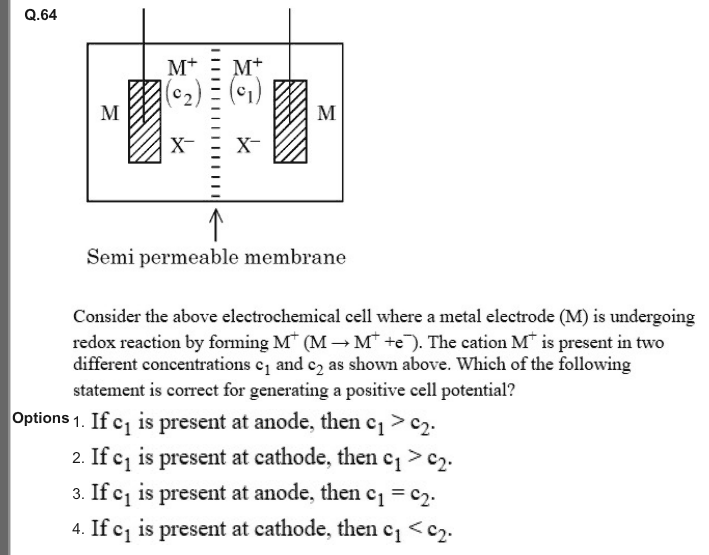 Q.64
M⁺ M⁺
(c₂) (c₁)
M M
X⁻ X⁻
Semi permeable membrane
Consider the above electrochemical cell where a metal electrode (M) is undergoing
redox reaction by forming M⁺ (M → M⁺ +e⁻). The cation M⁺ is present in two
different concentrations c₁ and c₂ as shown above. Which of the following
statement is correct for generating a positive cell potential?
Options 1. If c₁ is present at anode, then c₁ > c₂.
2. If c₁ is present at cathode, then c₁ > c₂.
3. If c₁ is present at anode, then c₁ = c₂.
4. If c₁ is present at cathode, then c₁ < c₂.